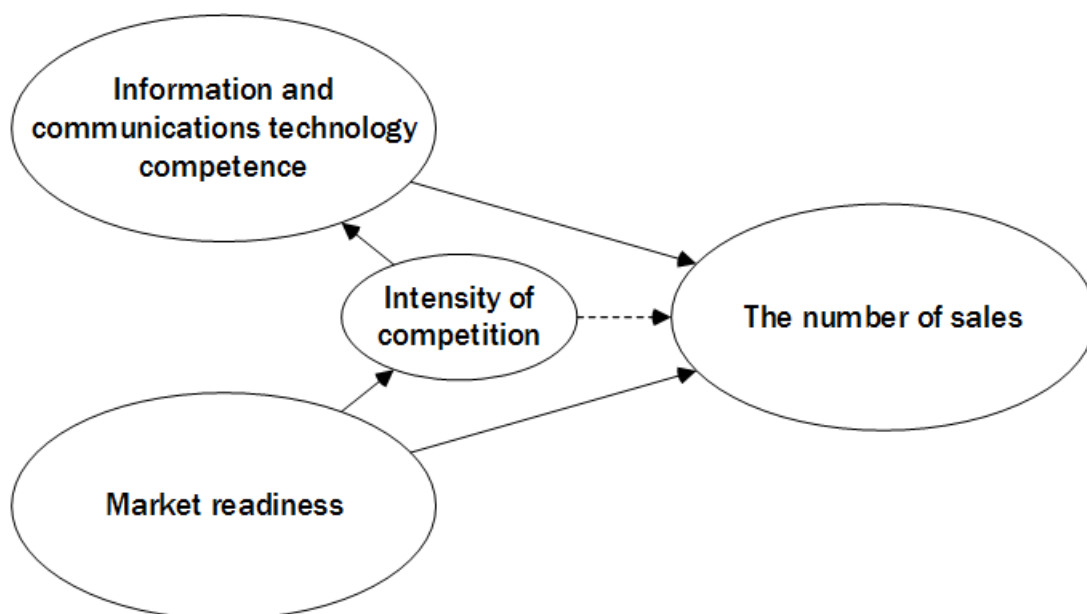 Information and
communications technology
competence
Intensity of
competition
The number of sales
Market readiness